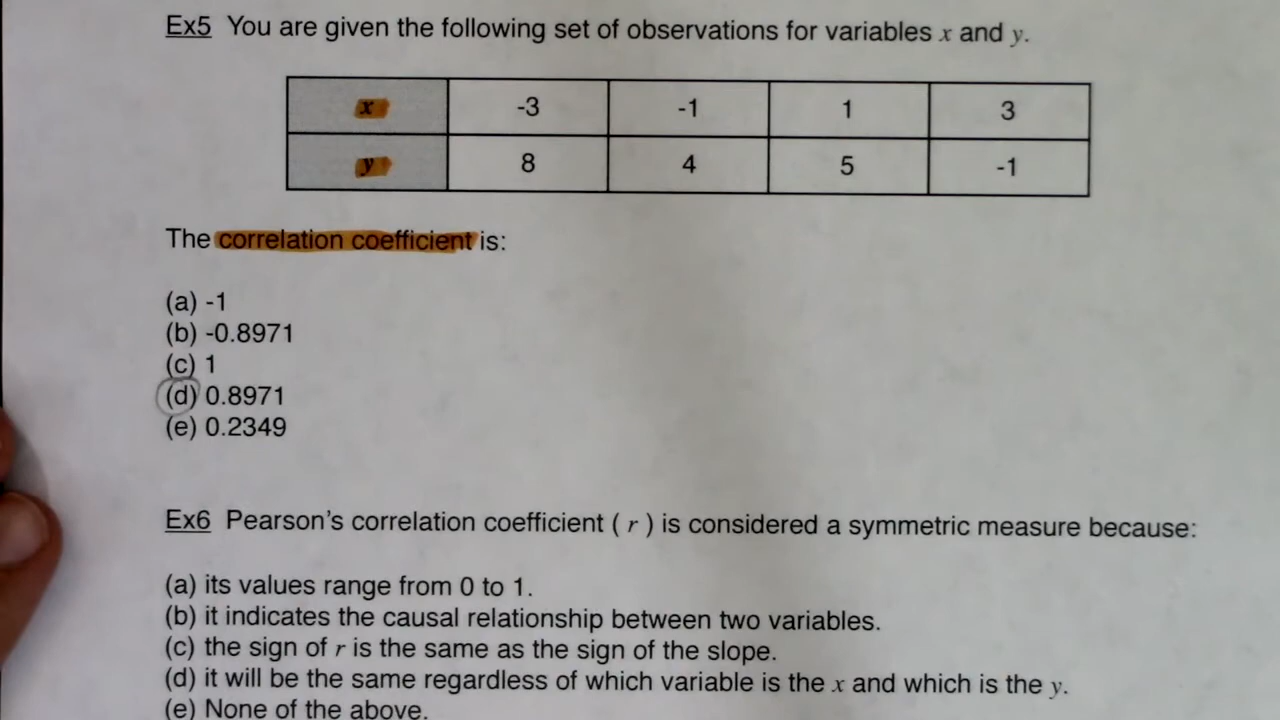 Ex5 You are given the following set of observations for variables x and y.
x -3 -1 1 3
y 8 4 5 -1
The correlation coefficient is:
(a) -1
(b) -0.8971
(c) 1
(d) 0.8971
(e) 0.2349
Ex6 Pearson's correlation coefficient ( r ) is considered a symmetric measure because:
(a) its values range from 0 to 1.
(b) it indicates the causal relationship between two variables.
(c) the sign of r is the same as the sign of the slope.
(d) it will be the same regardless of which variable is the x and which is the y.
(e) None of the above.